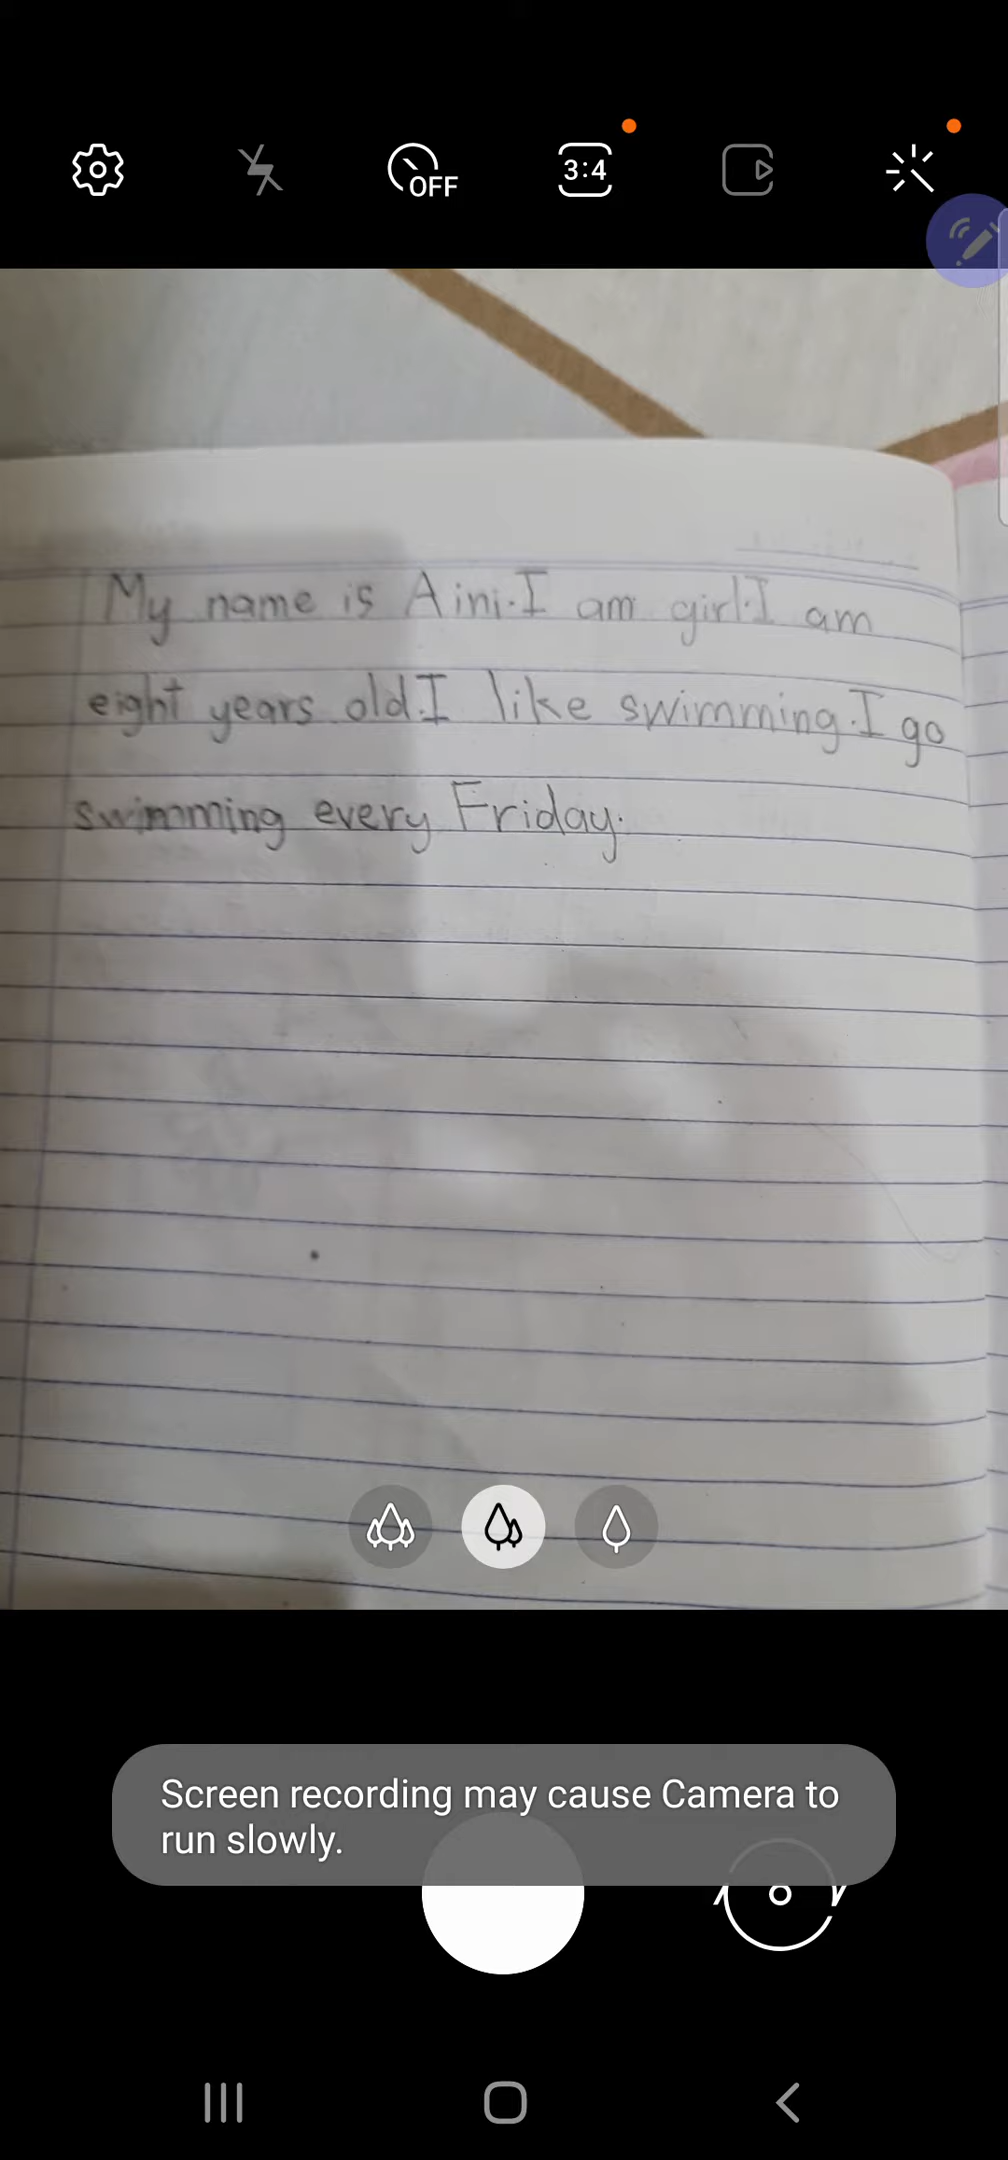 OFF
3:4
My name is Aini.I am girl.I am
eight years old.I like swimming.I go
swimming every Friday.
Screen recording may cause Camera to
run slowly.